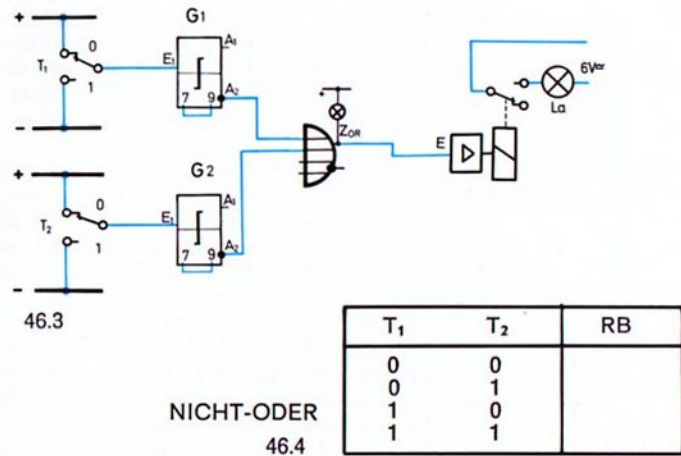 +
G1
0
T₁
1
E₁
A₁
A₂
7 9
−
+
Z_OR
E
6V~
La
G2
0
T₂
1
E₁
A₁
A₂
7 9
−
46.3
T₁ T₂ RB
0 0
0 1
1 0
1 1
NICHT-ODER
46.4